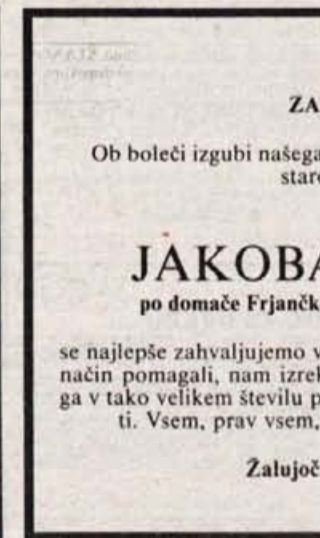 ZA
Ob boleči izgubi našega
star
JAKOBA
po domače Frjančk
se najlepše zahvaljujemo v
način pomagali, nam izrek
ga v tako velikem številu p
ti. Vsem, prav vsem,
Žalujoč